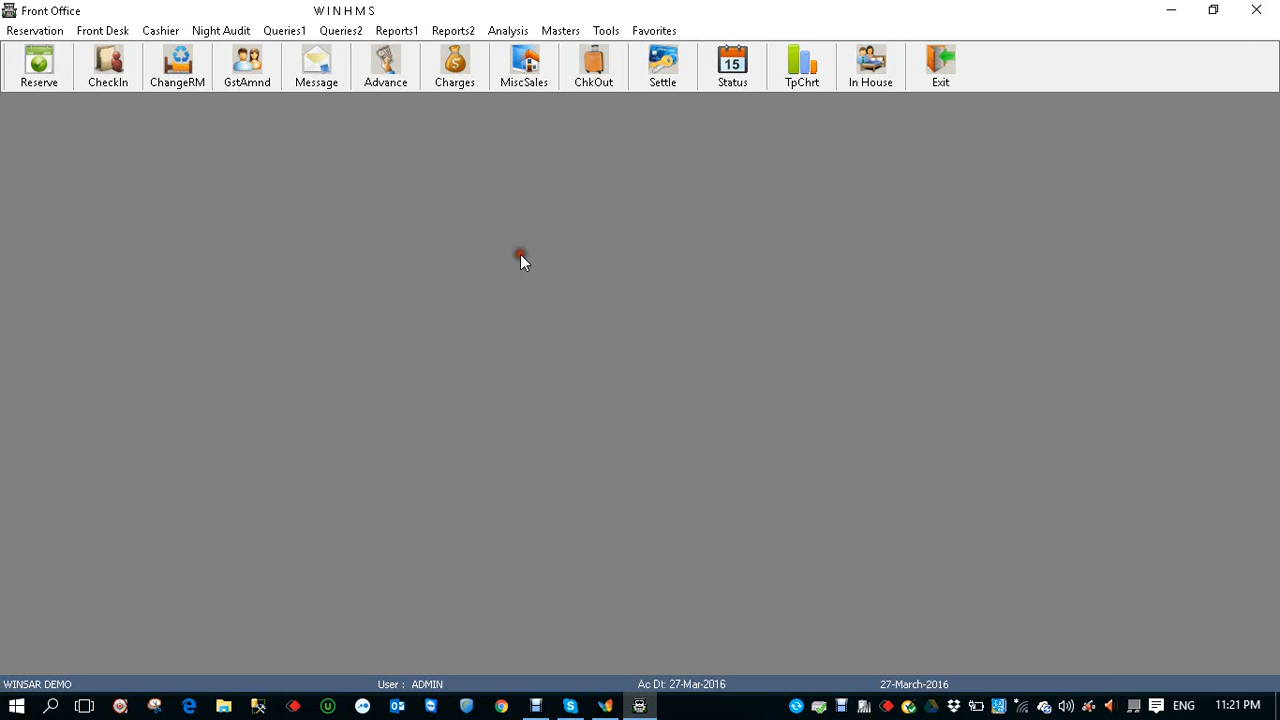 Front Office WINHMS
Reservation Front Desk Cashier Night Audit Queries1 Queries2 Reports1 Reports2 Analysis Masters Tools Favorites
15
Reserve CheckIn ChangeRM GstAmnd Message Advance Charges MiscSales ChkOut Settle Status TpChrt In House Exit
WINSAR DEMO User : ADMIN Ac Dt: 27-Mar-2016 27-March-2016
ENG 11:21 PM